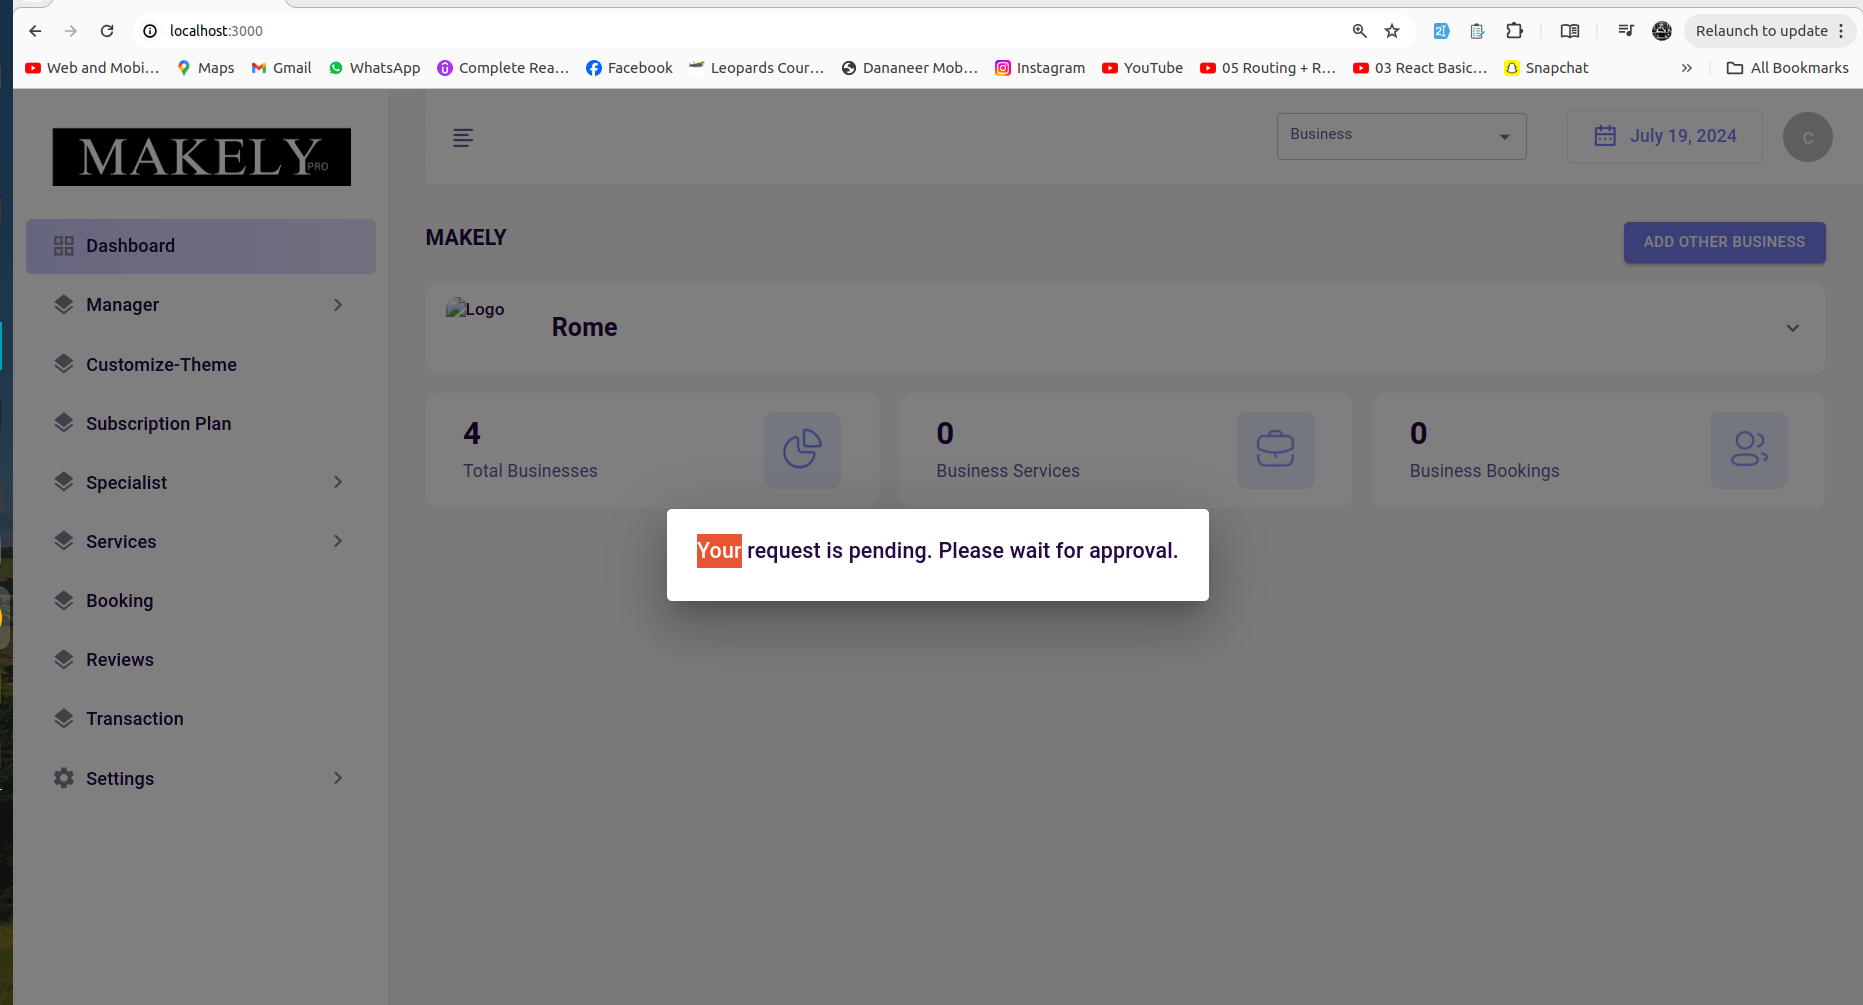 localhost:3000
Relaunch to update
Web and Mobi...
Maps
Gmail
WhatsApp
Complete Rea...
Facebook
Leopards Cour...
Dananeer Mob...
Instagram
YouTube
05 Routing + R...
03 React Basic...
Snapchat
All Bookmarks
MAKELY PRO
Business
July 19, 2024
C
Dashboard
Manager
Customize-Theme
Subscription Plan
Specialist
Services
Booking
Reviews
Transaction
Settings
MAKELY
ADD OTHER BUSINESS
Logo
Rome
4
Total Businesses
0
Business Services
0
Business Bookings
Your request is pending. Please wait for approval.